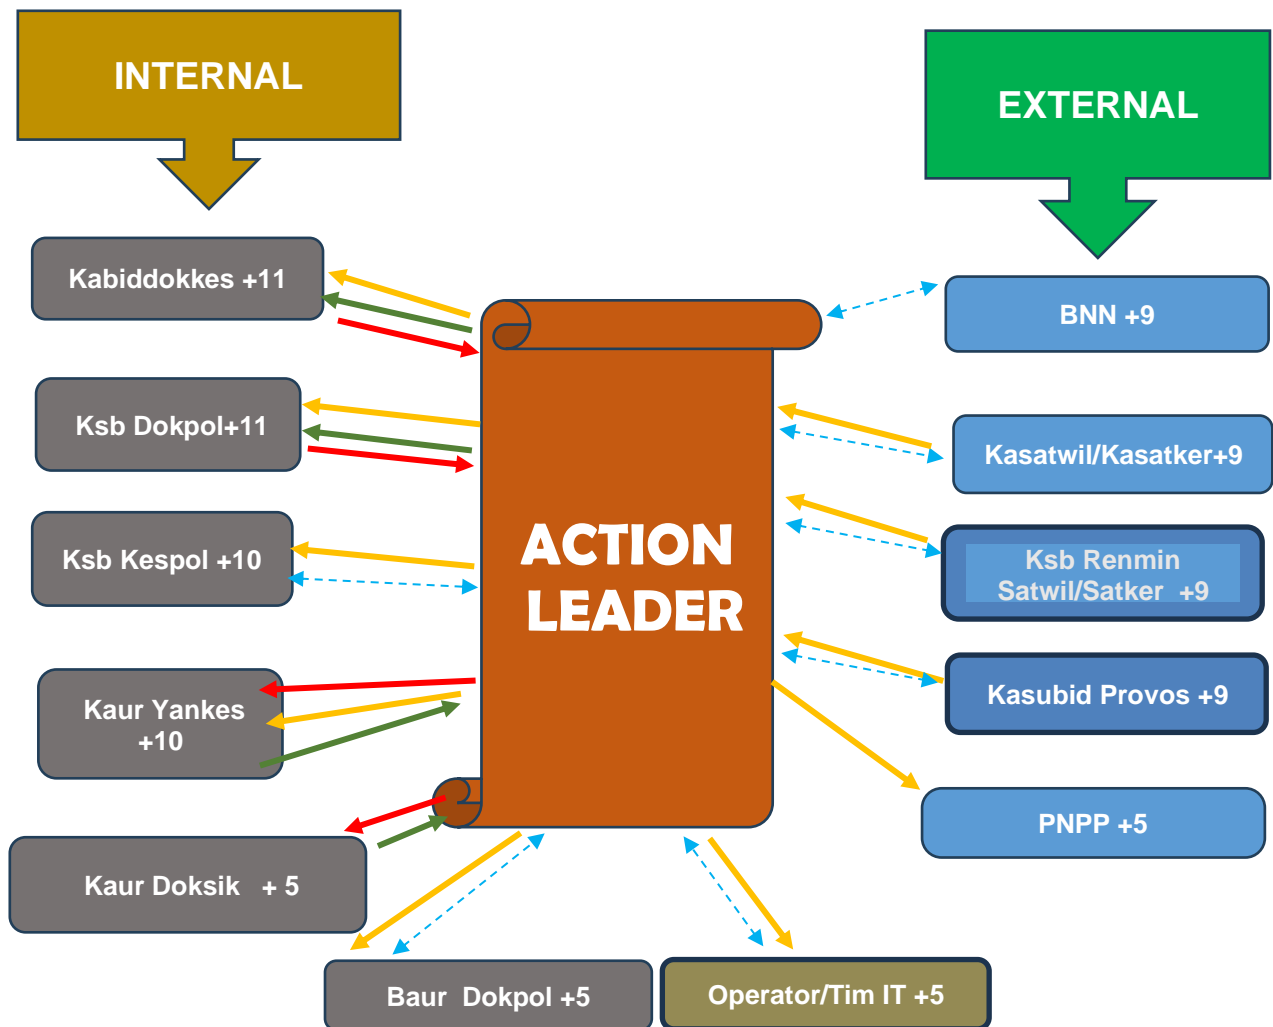 INTERNAL
EXTERNAL
Kabiddokkes +11
Ksb Dokpol+11
Ksb Kespol +10
Kaur Yankes
+10
Kaur Doksik + 5
Baur Dokpol +5
Operator/Tim IT +5
ACTION
LEADER
BNN +9
Kasatwil/Kasatker+9
Ksb Renmin
Satwil/Satker +9
Kasubid Provos +9
PNPP +5